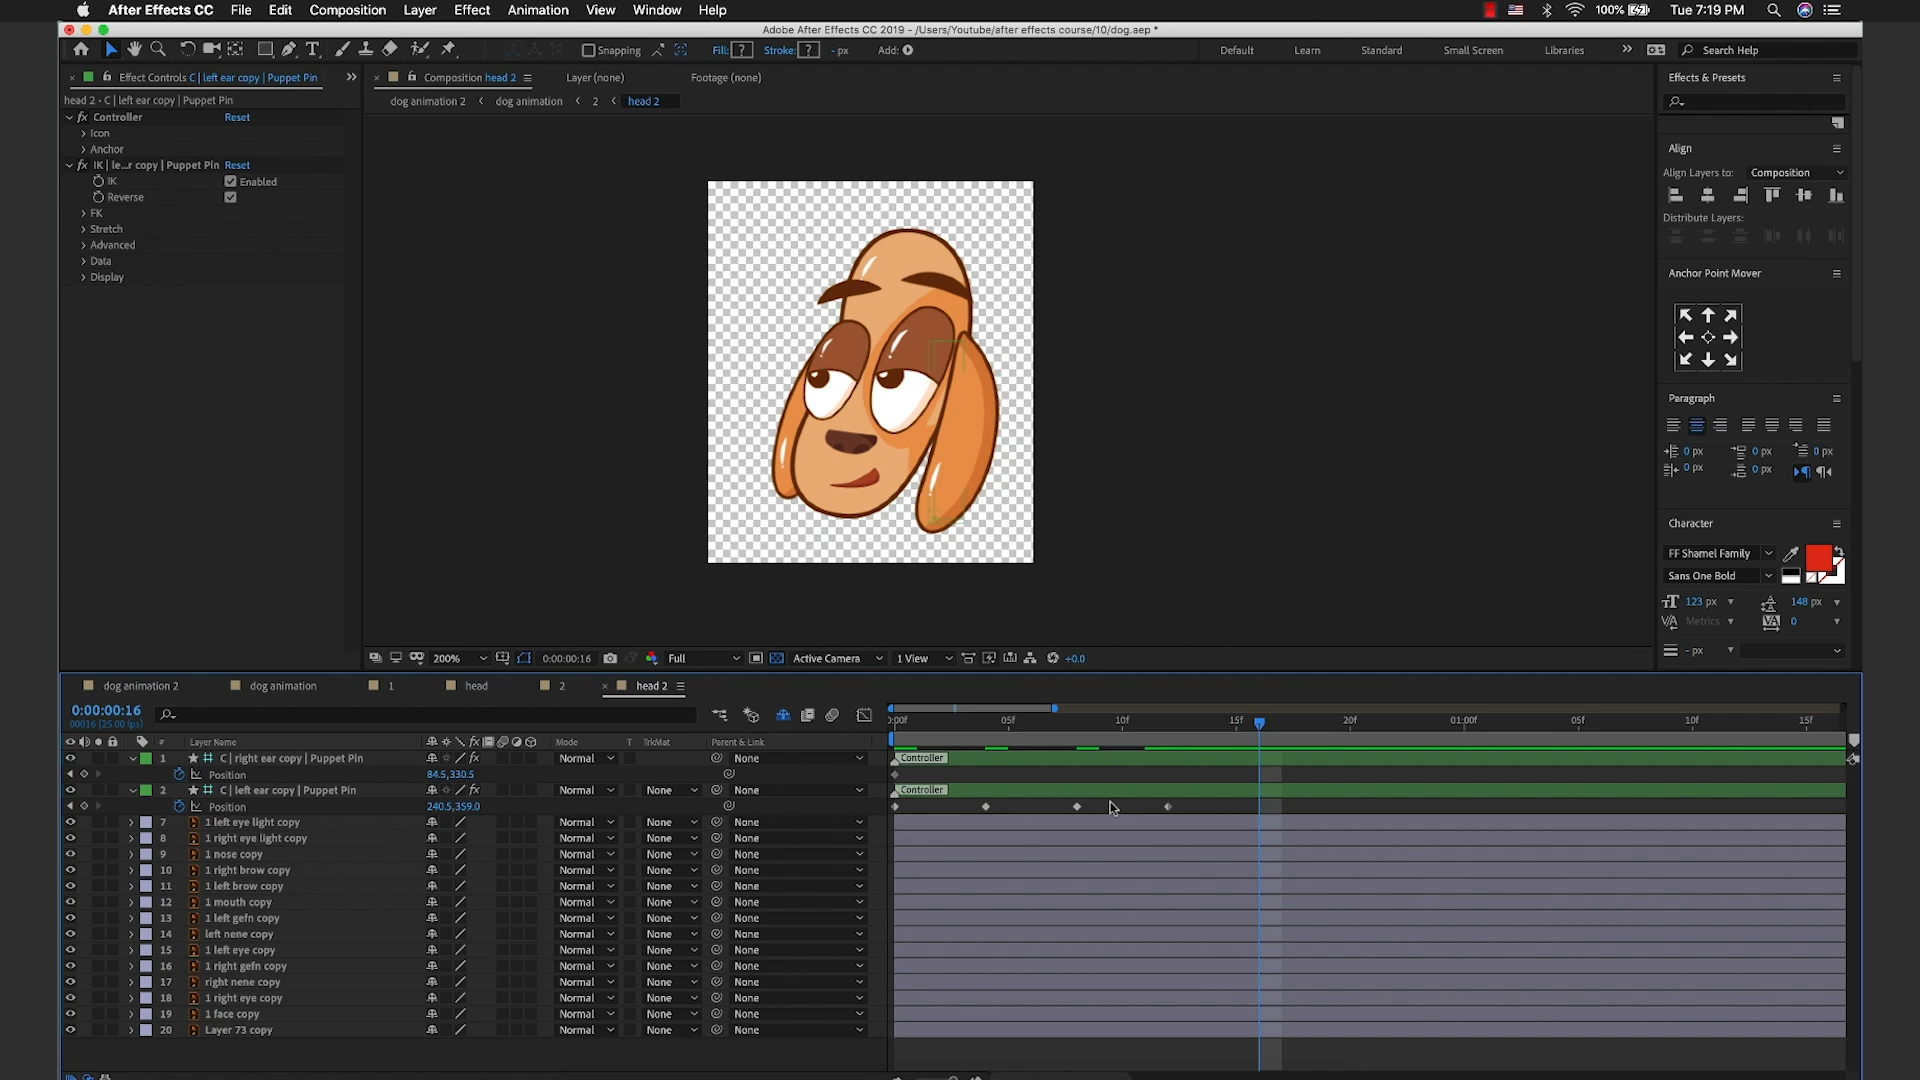 After Effects CC File Edit Composition Layer Effect Animation View Window Help 100% Tue 7:19 PM
Adobe After Effects CC 2019 - /Users/Youtube/after effects course/10/dog.aep *
Snapping Fill: ? Stroke: ? - px Add: Default Learn Standard Small Screen Libraries Search Help
Effect Controls C | left ear copy | Puppet Pin Composition head 2 Layer (none) Footage (none) Effects & Presets
head 2 • C | left ear copy | Puppet Pin dog animation 2 dog animation 2 head 2
fx Controller Reset
Icon
Anchor
fx IK | le...r copy | Puppet Pin Reset
IK Enabled
Reverse
FK
Stretch
Advanced
Data
Display
Align
Align Layers to: Composition
Distribute Layers:
Anchor Point Mover
Paragraph
0 px 0 px 0 px
0 px 0 px
Character
FF Shamel Family
Sans One Bold
123 px 148 px
Metrics 0
- px
200% 0:00:00:16 Full Active Camera 1 View +0.0
dog animation 2 dog animation 1 head 2 head 2
0:00:00:16
00016 (25.00 fps)
0:00f 05f 10f 15f 20f 01:00f 05f 10f 15f
# Layer Name fx Mode T TrkMat Parent & Link
1 C | right ear copy | Puppet Pin fx Normal None Controller
Position 84.5,330.5
2 C | left ear copy | Puppet Pin fx Normal None None Controller
Position 240.5,359.0
7 1 left eye light copy Normal None None
8 1 right eye light copy Normal None None
9 1 nose copy Normal None None
10 1 right brow copy Normal None None
11 1 left brow copy Normal None None
12 1 mouth copy Normal None None
13 1 left gefn copy Normal None None
14 left nene copy Normal None None
15 1 left eye copy Normal None None
16 1 right gefn copy Normal None None
17 right nene copy Normal None None
18 1 right eye copy Normal None None
19 1 face copy Normal None None
20 Layer 73 copy Normal None None